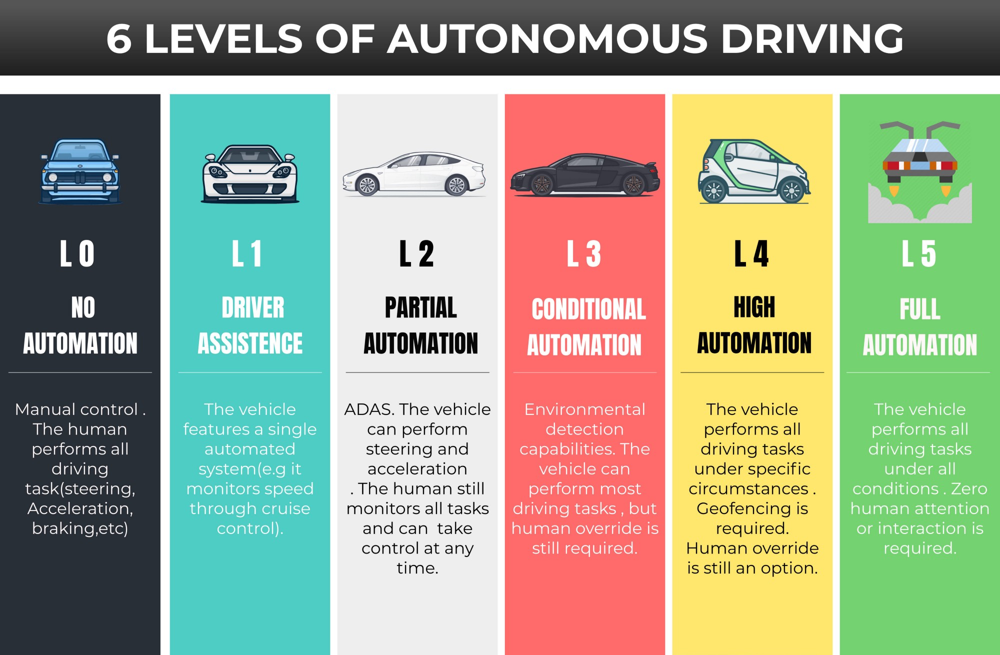 6 LEVELS OF AUTONOMOUS DRIVING
L 0
NO
AUTOMATION
Manual control .
The human
performs all
driving
task(steering,
Acceleration,
braking,etc)
L 1
DRIVER
ASSISTENCE
The vehicle
features a single
automated
system(e.g it
monitors speed
through cruise
control).
L 2
PARTIAL
AUTOMATION
ADAS. The vehicle
can perform
steering and
acceleration
. The human still
monitors all tasks
and can  take
control at any
time.
L 3
CONDITIONAL
AUTOMATION
Environmental
detection
capabilities. The
vehicle can
perform most
driving tasks , but
human override is
still required.
L 4
HIGH
AUTOMATION
The vehicle
performs all
driving tasks
under specific
circumstances .
Geofencing is
required.
Human override
is still an option.
L 5
FULL
AUTOMATION
The vehicle
performs all
driving tasks
under all
conditions . Zero
human attention
or interaction is
required.